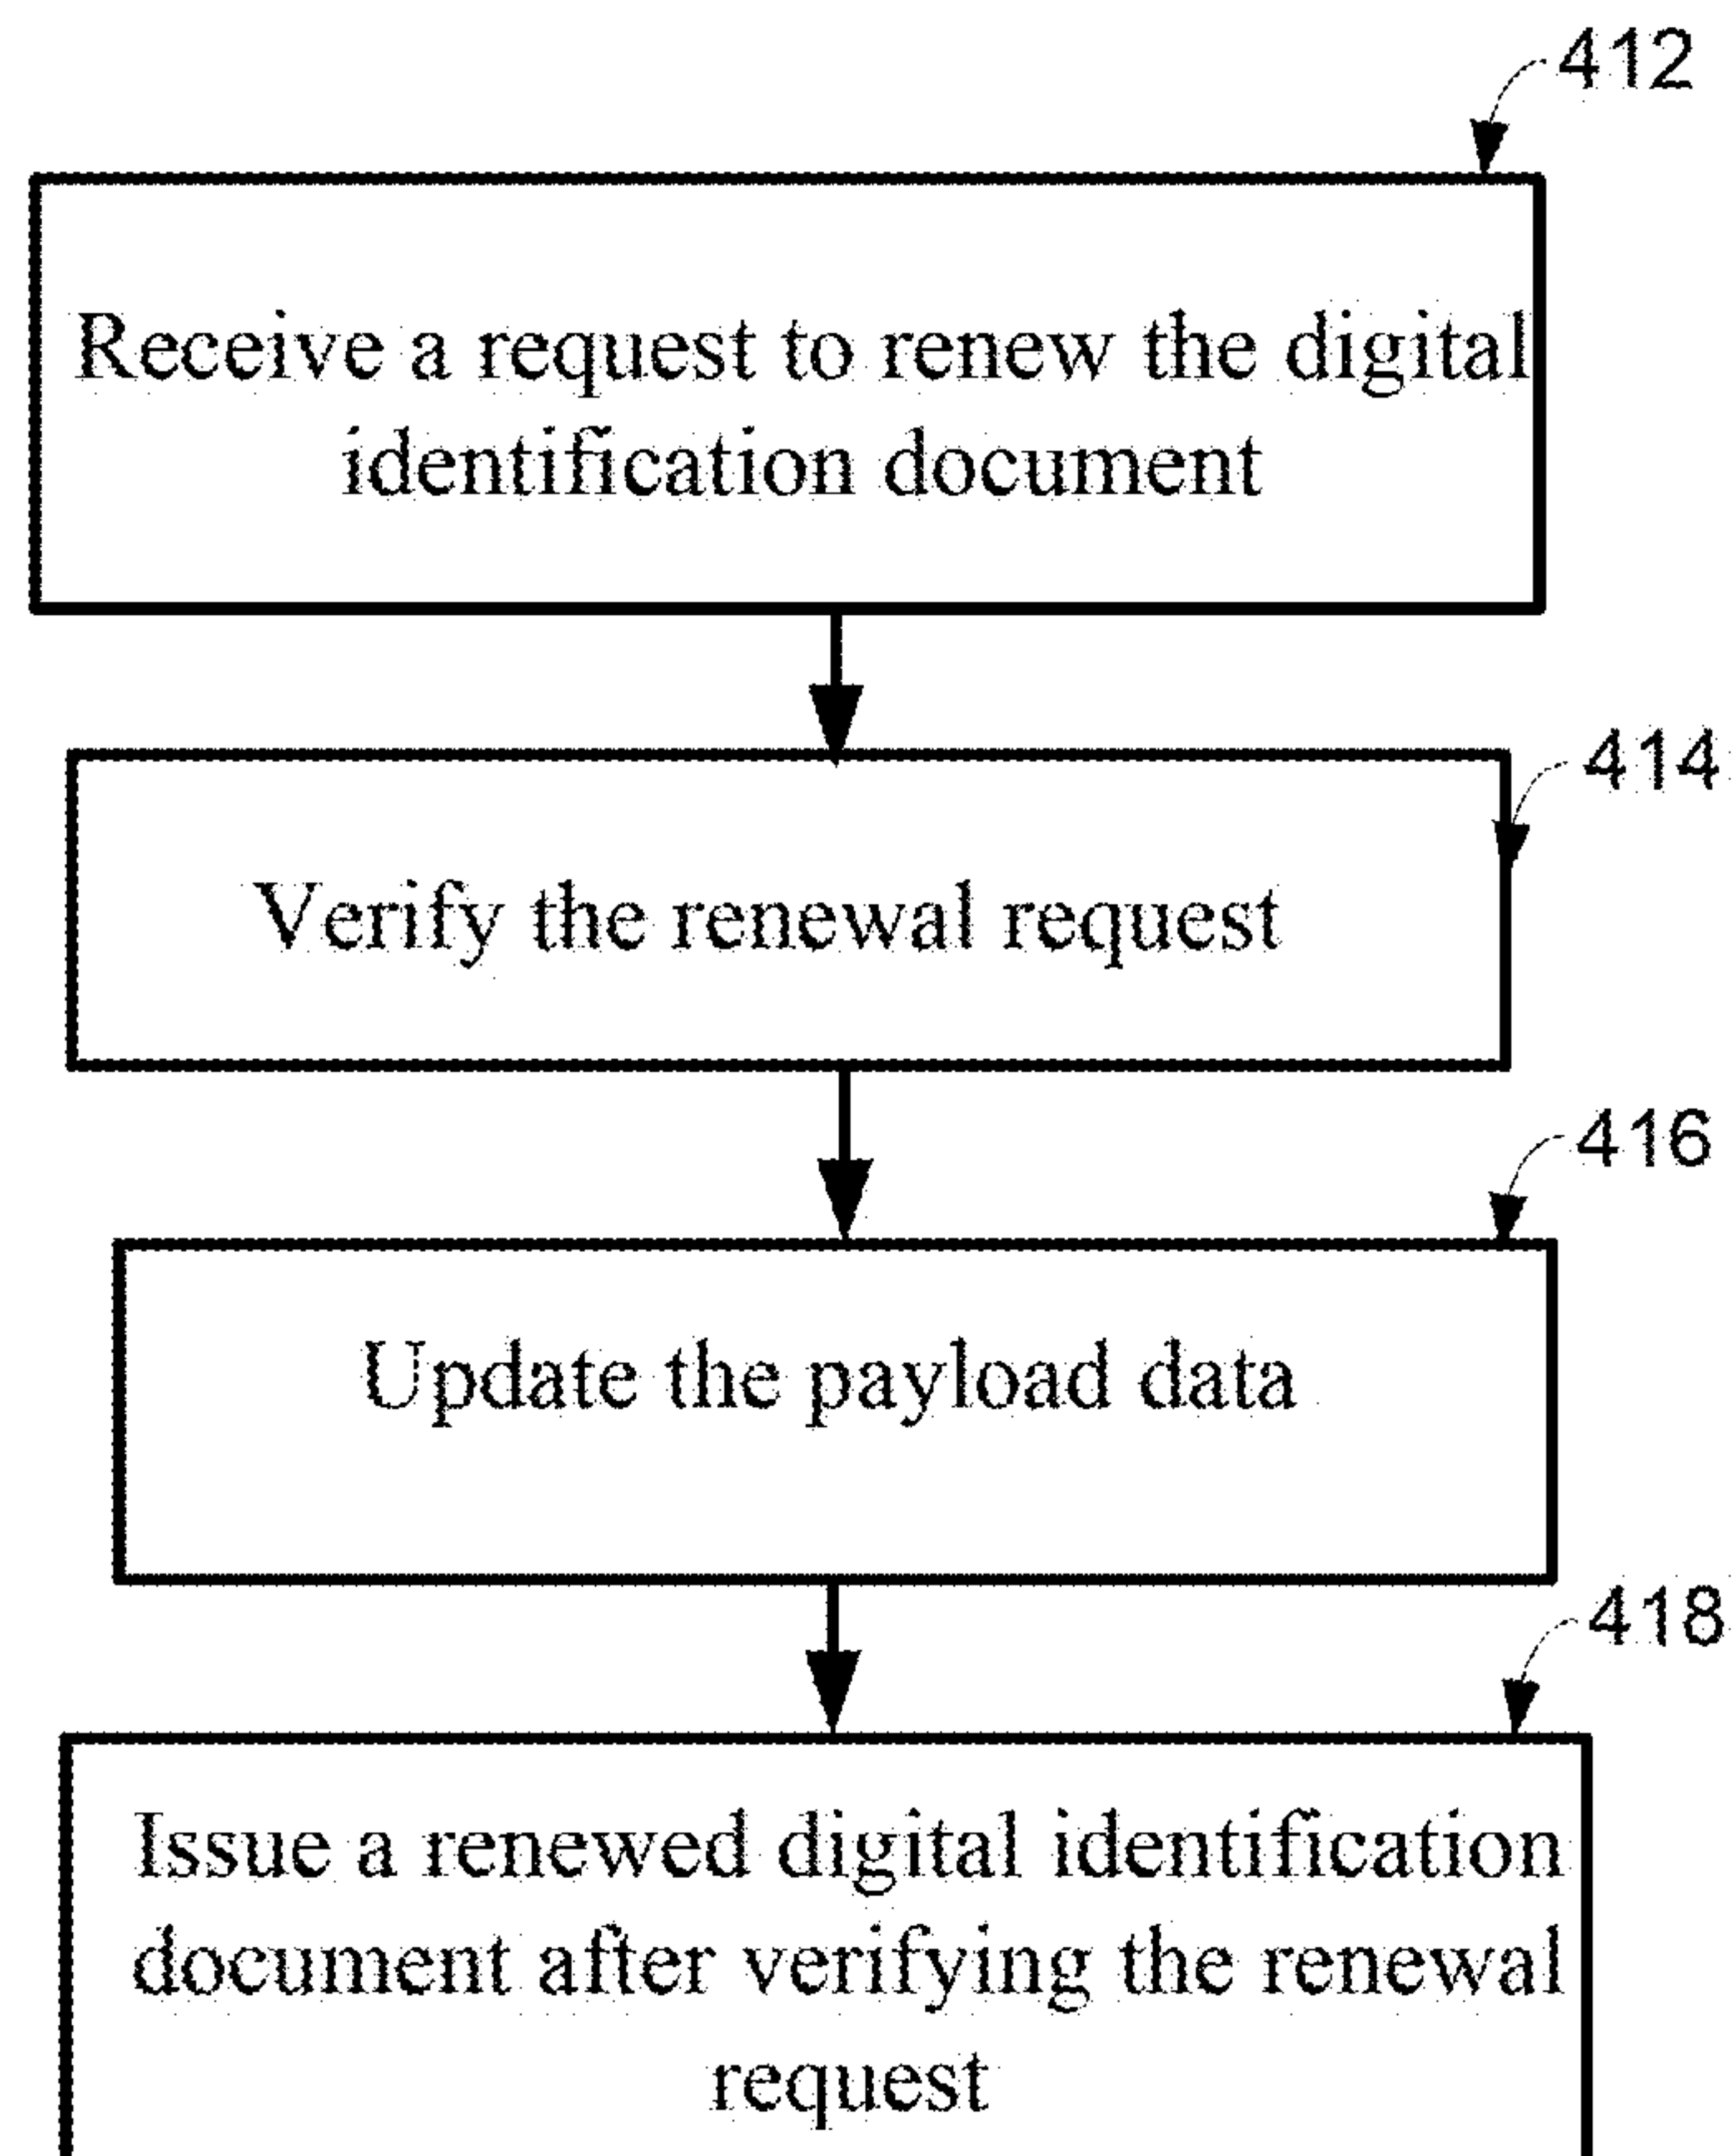 412
Receive a request to renew the digital
identification document
414
Verify the renewal request
416
Update the payload data
418
Issue a renewed digital identification
document after verifying the renewal
request